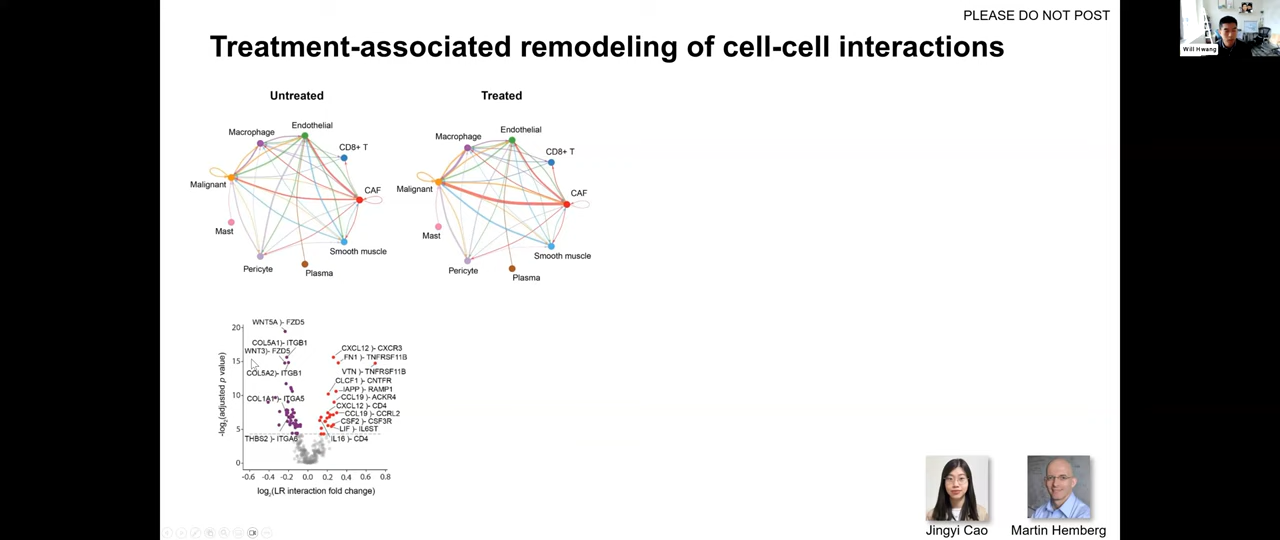 PLEASE DO NOT POST
Will Hwang
Treatment-associated remodeling of cell-cell interactions
Untreated
Treated
Endothelial
Macrophage
CD8+ T
Malignant
CAF
Mast
Smooth muscle
Pericyte
Plasma
Endothelial
Macrophage
CD8+ T
Malignant
CAF
Mast
Smooth muscle
Pericyte
Plasma
-log₂(adjusted p value)
20
15
10
5
0
WNT5A )- FZD5
COL5A1)- ITGB1
WNT3)- FZD5
COL5A2)- ITGB1
COL1A1)- ITGA5
THBS2 )- ITGA6
CXCL12 )- CXCR3
FN1 )- TNFRSF11B
VTN )- TNFRSF11B
CLCF1 )- CNTFR
IAPP )- RAMP1
CCL19 )- ACKR4
CXCL12 )- CD4
CCL19 )- CCRL2
CSF2 )- CSF3R
LIF )- IL6ST
IL16 )- CD4
-0.6 -0.4 -0.2 0.0 0.2 0.4 0.6 0.8
log₂(LR interaction fold change)
Jingyi Cao
Martin Hemberg